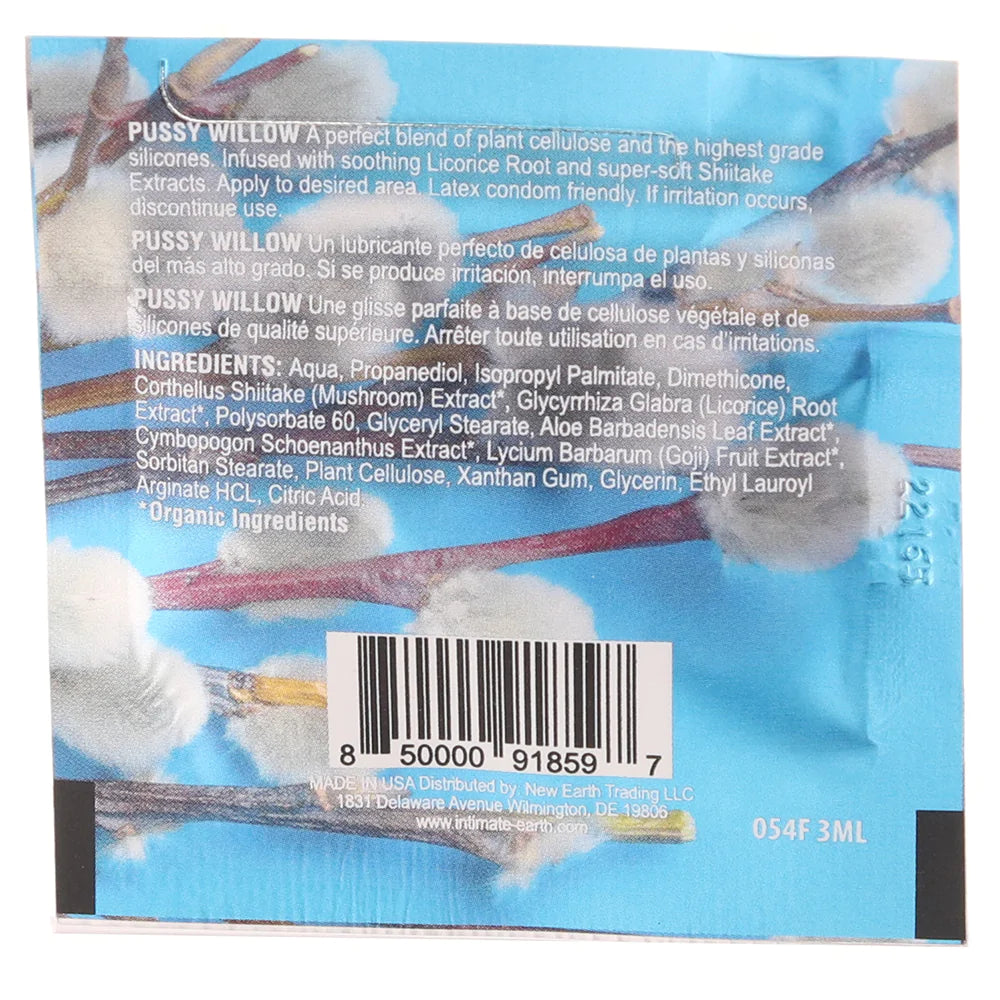 PUSSY WILLOW A perfect blend of plant cellulose and the highest grade
silicones. Infused with soothing Licorice Root and super-soft Shiitake
Extracts. Apply to desired area. Latex condom friendly. If irritation occurs,
discontinue use.
PUSSY WILLOW Un lubricante perfecto de celulosa de plantas y siliconas
del más alto grado. Si se produce irritación, interrumpa el uso.
PUSSY WILLOW Une glisse parfaite à base de cellulose végétale et de
silicones de qualité supérieure. Arrêter toute utilisation en cas d'irritations.
INGREDIENTS: Aqua, Propanediol, Isopropyl Palmitate, Dimethicone,
Corthellus Shiitake (Mushroom) Extract*, Glycyrrhiza Glabra (Licorice) Root
Extract*, Polysorbate 60, Glyceryl Stearate, Aloe Barbadensis Leaf Extract*,
Cymbopogon Schoenanthus Extract*, Lycium Barbarum (Goji) Fruit Extract*,
Sorbitan Stearate, Plant Cellulose, Xanthan Gum, Glycerin, Ethyl Lauroyl
Arginate HCL, Citric Acid.
*Organic Ingredients
22165
8 50000 91859 7
MADE IN USA Distributed by. New Earth Trading LLC
1831 Delaware Avenue Wilmington, DE 19806
www.intimate-earth.com
054F 3ML